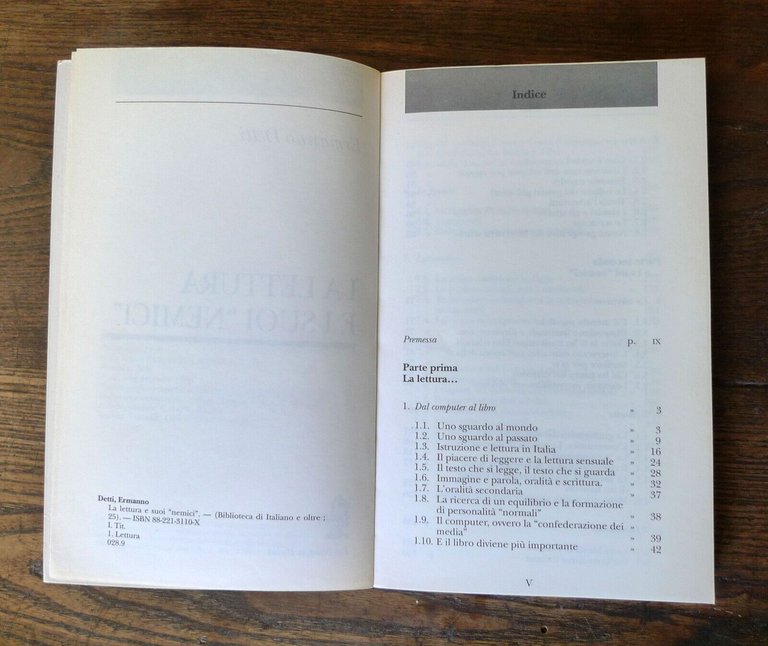 Detti, Ermanno
La lettura e suoi "nemici". — (Biblioteca di Italiano e oltre ;
25). — ISBN 88-221-3110-X
I. Tit.
1. Lettura
028.9
Indice
Premessa p. IX
Parte prima
La lettura...
1. Dal computer al libro » 3
1.1. Uno sguardo al mondo » 3
1.2. Uno sguardo al passato » 9
1.3. Istruzione e lettura in Italia » 16
1.4. Il piacere di leggere e la lettura sensuale » 24
1.5. Il testo che si legge, il testo che si guarda » 28
1.6. Immagine e parola, oralità e scrittura. » 32
1.7. L'oralità secondaria » 37
1.8. La ricerca di un equilibrio e la formazione
di personalità "normali" » 38
1.9. Il computer, ovvero la "confederazione dei
media" » 39
1.10. E il libro diviene più importante » 42
V